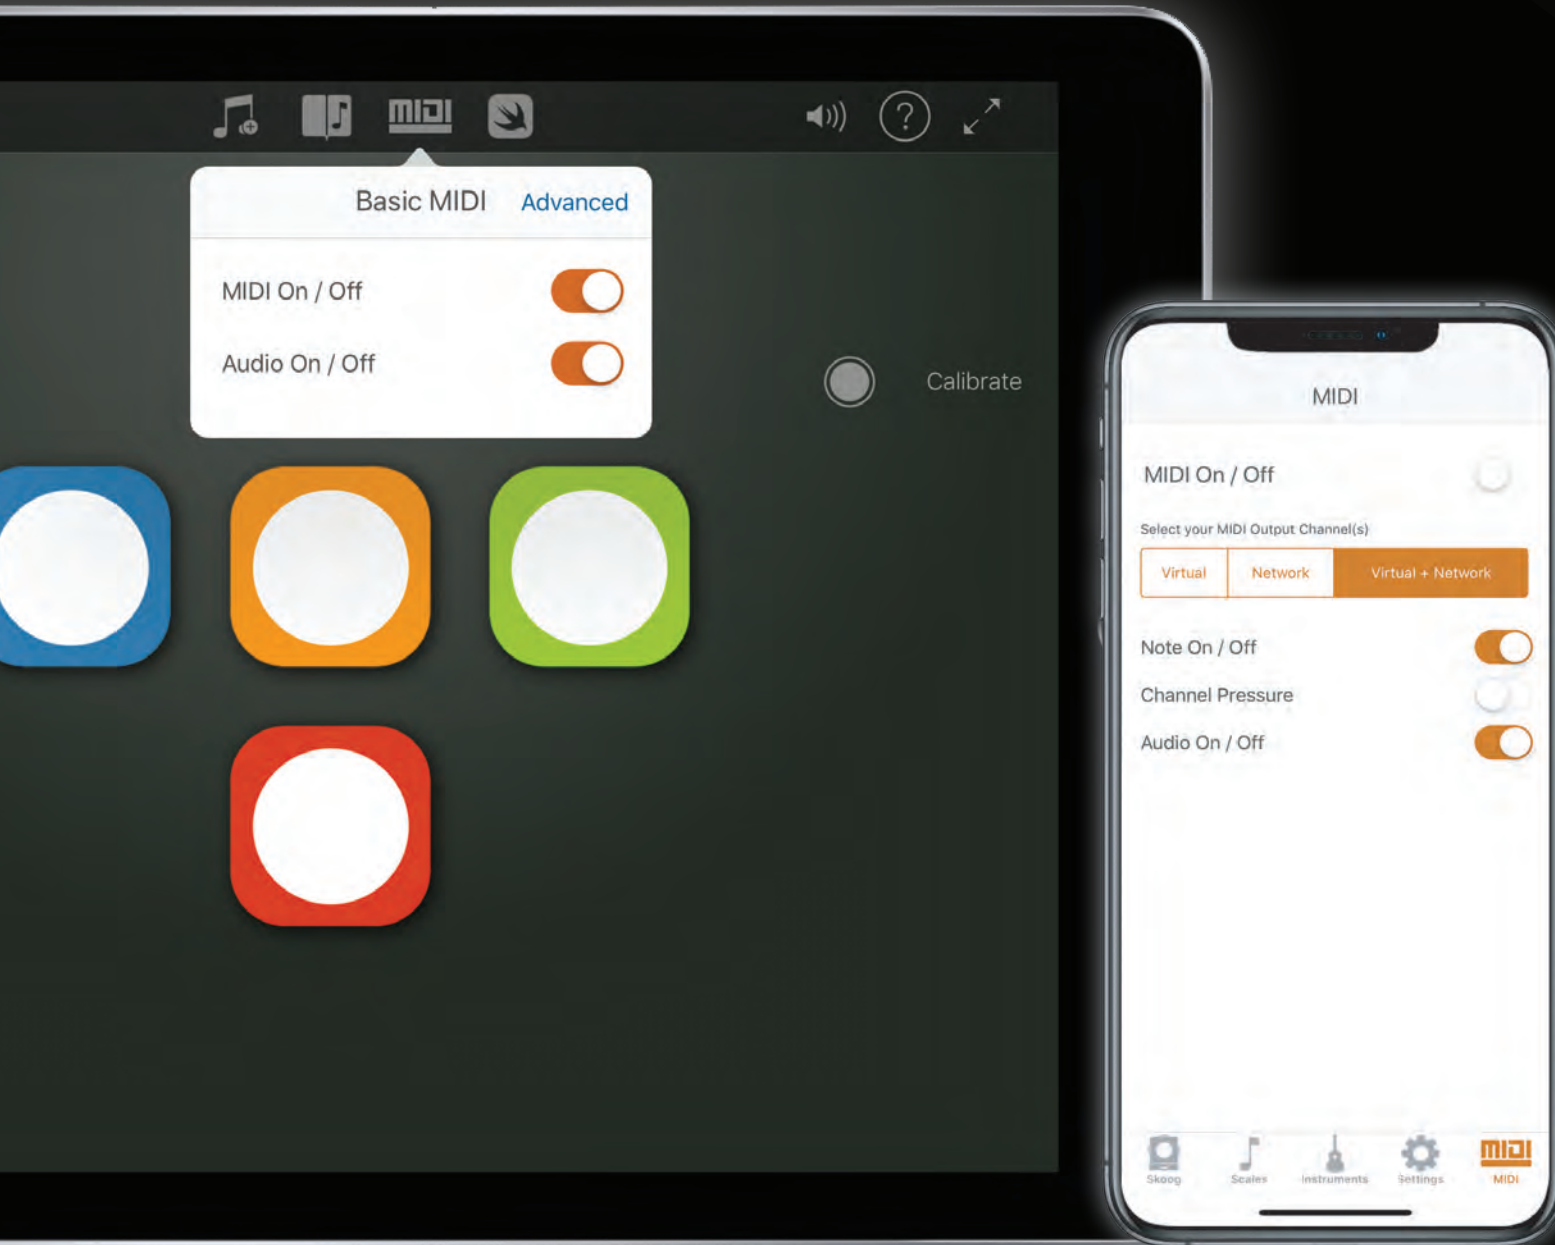 MIDI
Basic MIDI Advanced
MIDI On / Off
Audio On / Off
Calibrate
MIDI
MIDI On / Off
Select your MIDI Output Channel(s)
Virtual Network Virtual + Network
Note On / Off
Channel Pressure
Audio On / Off
MIDI
Skoog Scales Instruments Settings MIDI